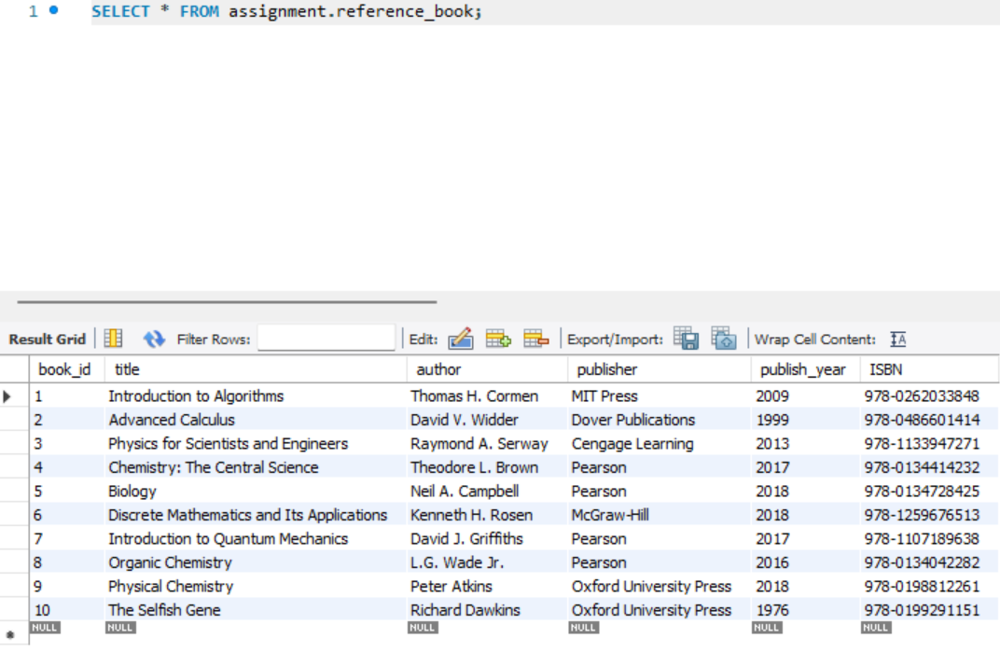 1 SELECT * FROM assignment.reference_book;
Result Grid Filter Rows: Edit: Export/Import: Wrap Cell Content: IA
book_id title author publisher publish_year ISBN
1 Introduction to Algorithms Thomas H. Cormen MIT Press 2009 978-0262033848
2 Advanced Calculus David V. Widder Dover Publications 1999 978-0486601414
3 Physics for Scientists and Engineers Raymond A. Serway Cengage Learning 2013 978-1133947271
4 Chemistry: The Central Science Theodore L. Brown Pearson 2017 978-0134414232
5 Biology Neil A. Campbell Pearson 2018 978-0134728425
6 Discrete Mathematics and Its Applications Kenneth H. Rosen McGraw-Hill 2018 978-1259676513
7 Introduction to Quantum Mechanics David J. Griffiths Pearson 2017 978-1107189638
8 Organic Chemistry L.G. Wade Jr. Pearson 2016 978-0134042282
9 Physical Chemistry Peter Atkins Oxford University Press 2018 978-0198812261
10 The Selfish Gene Richard Dawkins Oxford University Press 1976 978-0199291151
NULL NULL NULL NULL NULL NULL